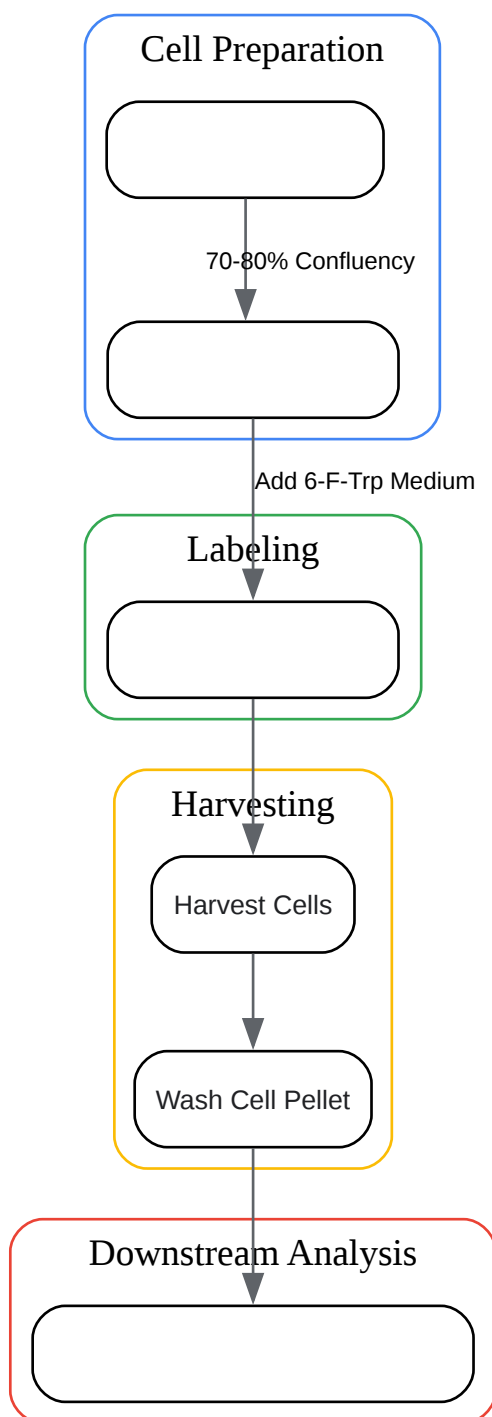 Cell Preparation
70-80% Confluency
Add 6-F-Trp Medium
Labeling
Harvesting
Harvest Cells
Wash Cell Pellet
Downstream Analysis